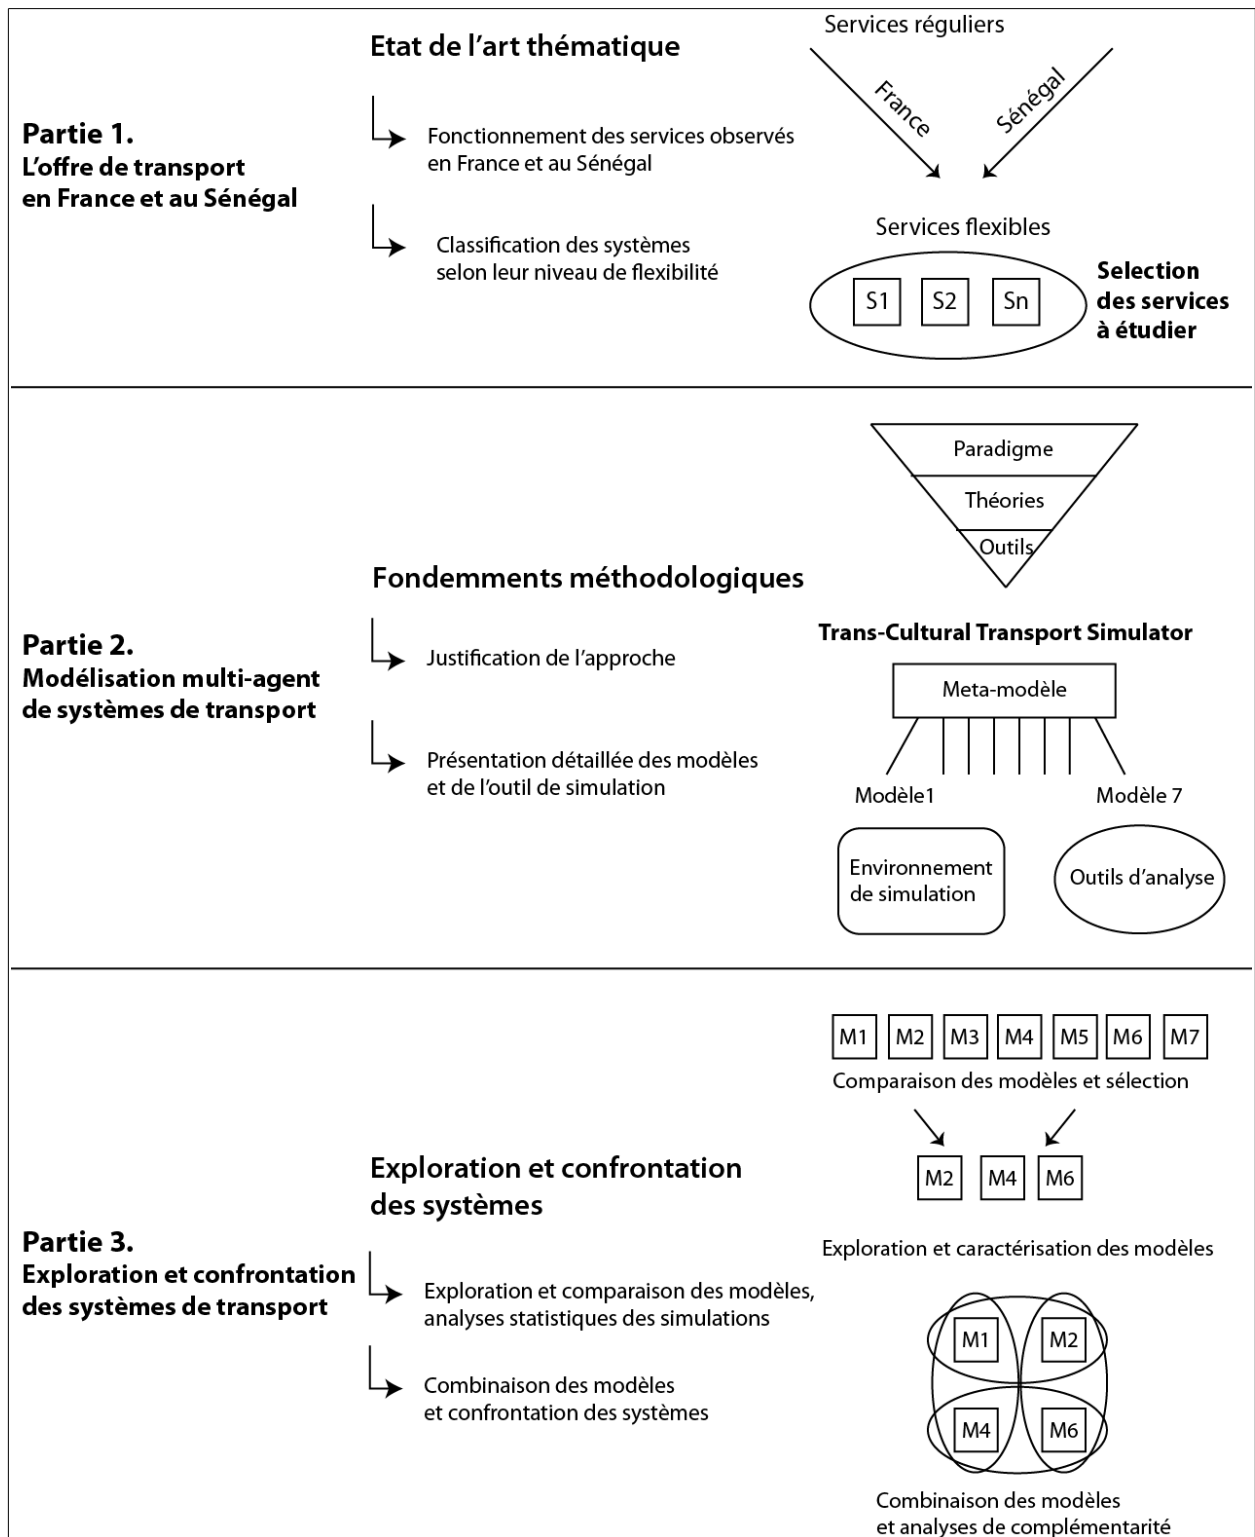 Partie 1.
L'offre de transport
en France et au Sénégal
Etat de l'art thématique
Fonctionnement des services observés
en France et au Sénégal
Classification des systèmes
selon leur niveau de flexibilité
Services réguliers
France
Sénégal
Services flexibles
S1
S2
Sn
Selection
des services
à étudier
Partie 2.
Modélisation multi-agent
de systèmes de transport
Fondemments méthodologiques
Justification de l'approche
Présentation détaillée des modèles
et de l'outil de simulation
Paradigme
Théories
Outils
Trans-Cultural Transport Simulator
Meta-modèle
Modèle1
Modèle 7
Environnement
de simulation
Outils d'analyse
Partie 3.
Exploration et confrontation
des systèmes de transport
Exploration et confrontation
des systèmes
Exploration et comparaison des modèles,
analyses statistiques des simulations
Combinaison des modèles
et confrontation des systèmes
M1 M2 M3 M4 M5 M6 M7
Comparaison des modèles et sélection
M2 M4 M6
Exploration et caractérisation des modèles
M1 M2
M4 M6
Combinaison des modèles
et analyses de complémentarité